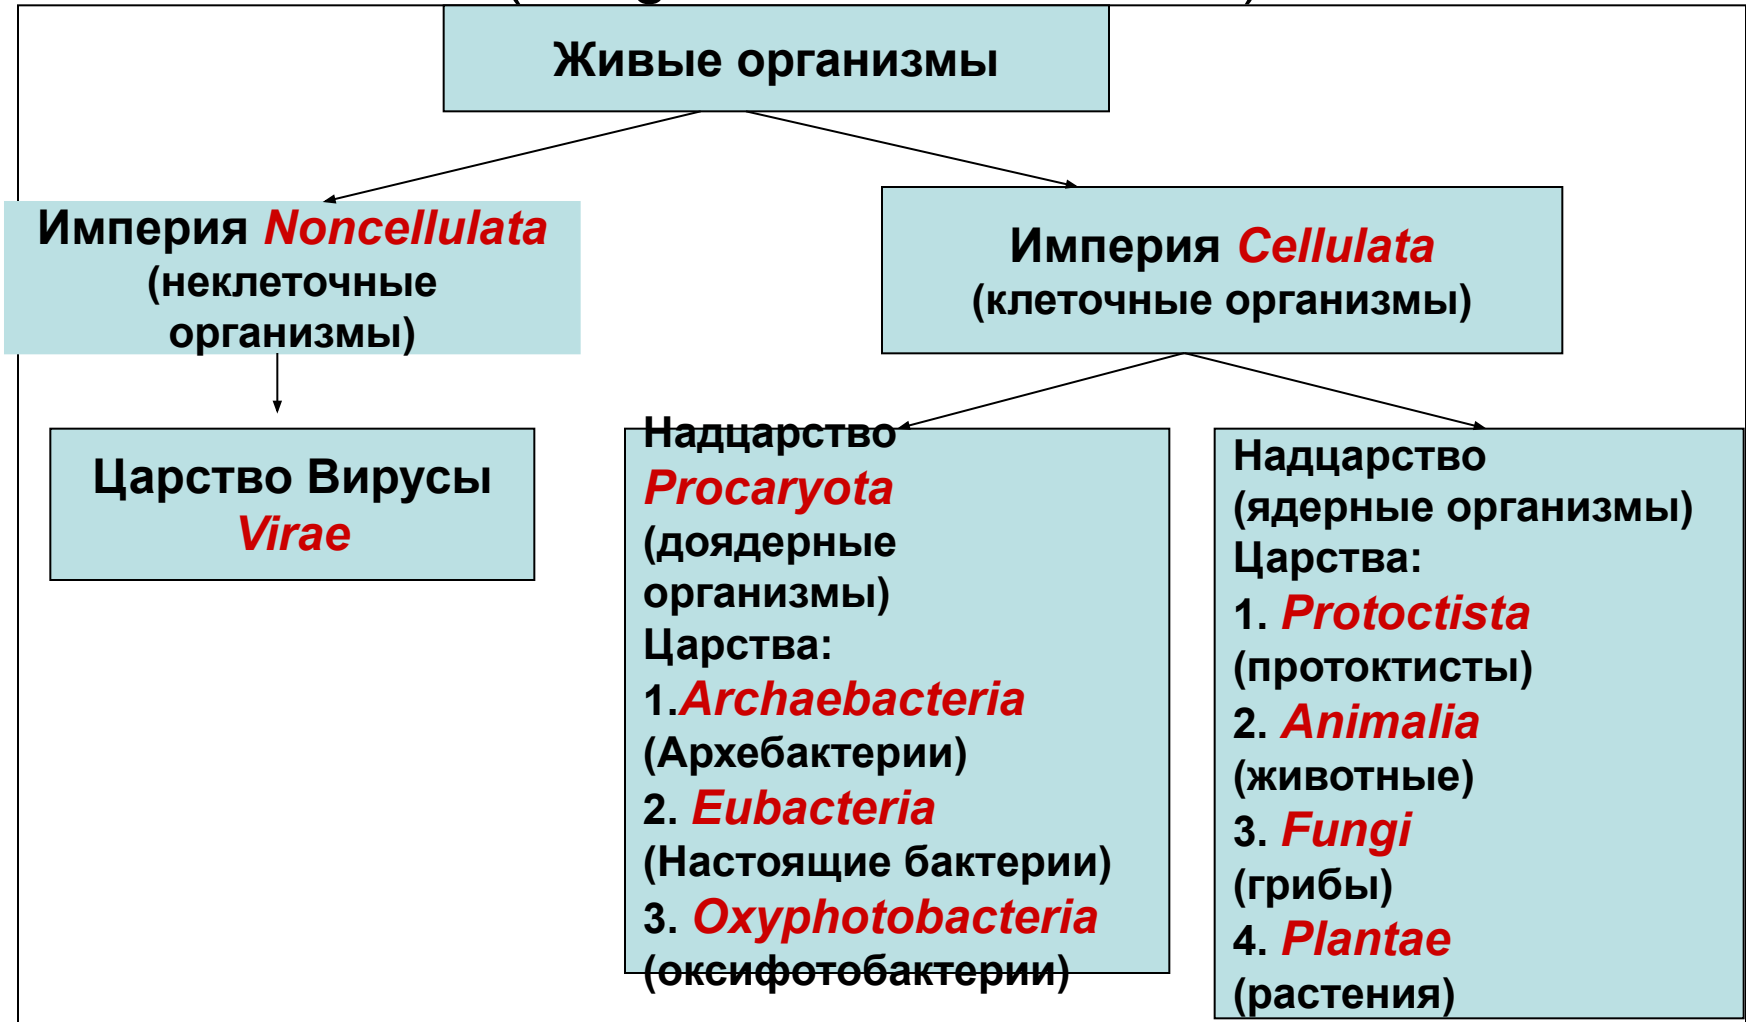 Живые организмы
Империя Noncellulata
(неклеточные
организмы)
Империя Cellulata
(клеточные организмы)
Царство Вирусы
Virae
Надцарство
Procaryota
(доядерные
организмы)
Царства:
1.Archaebacteria
(Архебактерии)
2. Eubacteria
(Настоящие бактерии)
3. Oxyphotobacteria
(оксифотобактерии)
Надцарство
(ядерные организмы)
Царства:
1. Protoctista
(протоктисты)
2. Animalia
(животные)
3. Fungi
(грибы)
4. Plantae
(растения)